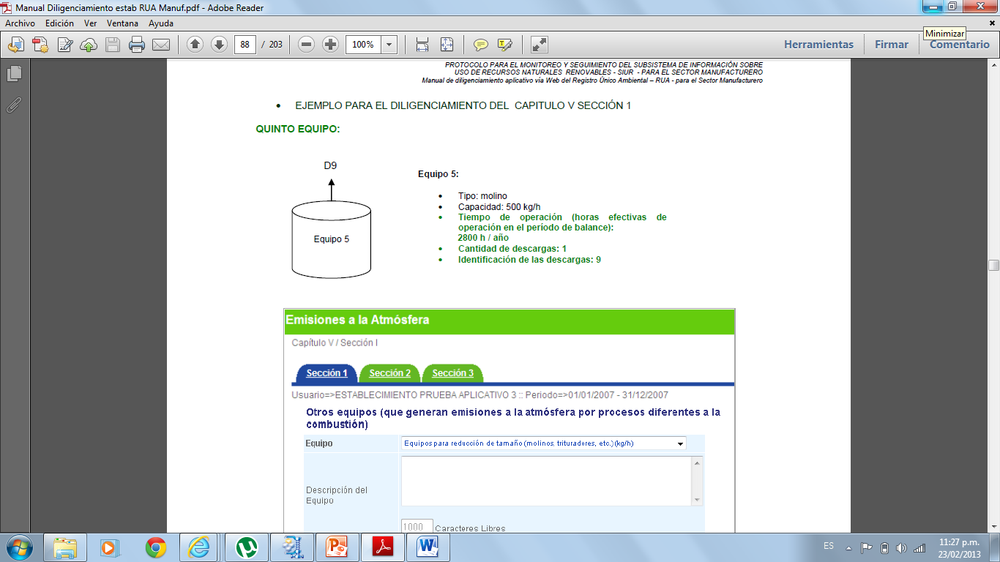 Manual Diligenciamiento estab RUA Manuf.pdf - Adobe Reader
Archivo Edición Ver Ventana Ayuda
Minimizar
88 / 203 100% Herramientas Firmar Comentario
PROTOCOLO PARA EL MONITOREO Y SEGUIMIENTO DEL SUBSISTEMA DE INFORMACIÓN SOBRE
USO DE RECURSOS NATURALES RENOVABLES - SIUR - PARA EL SECTOR MANUFACTURERO
Manual de diligenciamiento aplicativo vía Web del Registro Único Ambiental – RUA - para el Sector Manufacturero
• EJEMPLO PARA EL DILIGENCIAMIENTO DEL CAPITULO V SECCIÓN 1
QUINTO EQUIPO:
D9
Equipo 5
Equipo 5:
• Tipo: molino
• Capacidad: 500 kg/h
• Tiempo de operación (horas efectivas de
operación en el período de balance):
2800 h / año
• Cantidad de descargas: 1
• Identificación de las descargas: 9
Emisiones a la Atmósfera
Capítulo V / Sección I
Sección 1 Sección 2 Sección 3
Usuario=>ESTABLECIMIENTO PRUEBA APLICATIVO 3 :: Periodo=>01/01/2007 - 31/12/2007
Otros equipos (que generan emisiones a la atmósfera por procesos diferentes a la
combustión)
Equipo Equipos para reducción de tamaño (molinos, trituradores, etc.)(kg/h)
Descripción del
Equipo
1000 Caracteres Libres
ES 11:27 p.m.
23/02/2013